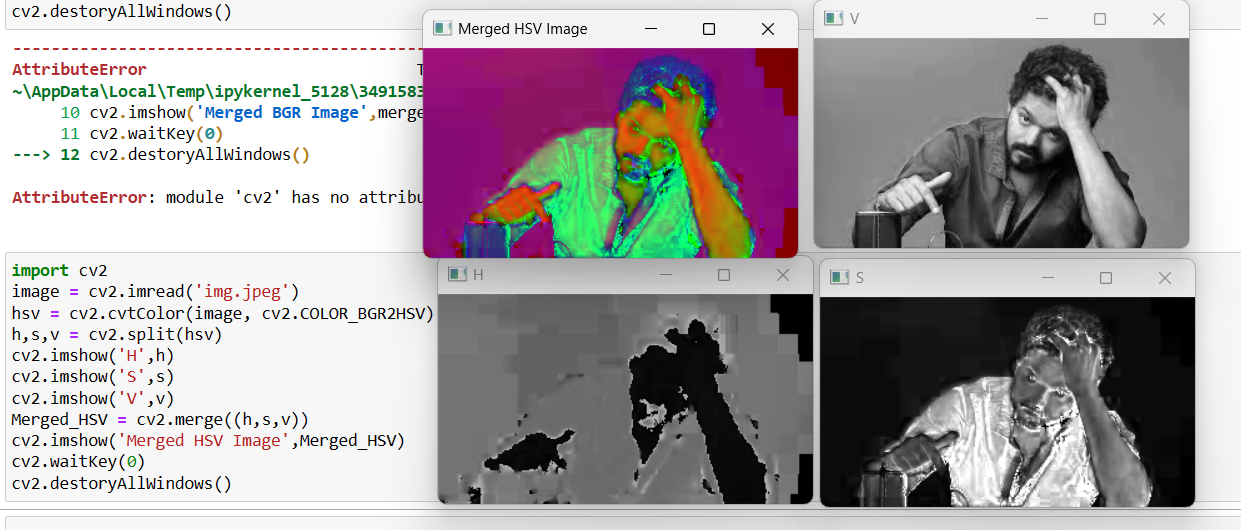 cv2.destoryAllWindows()
---------------------------------------------
AttributeError T
~\AppData\Local\Temp\ipykernel_5128\3491583
10 cv2.imshow('Merged BGR Image',merge
11 cv2.waitKey(0)
---> 12 cv2.destoryAllWindows()
AttributeError: module 'cv2' has no attribu
import cv2
image = cv2.imread('img.jpeg')
hsv = cv2.cvtColor(image, cv2.COLOR_BGR2HSV)
h,s,v = cv2.split(hsv)
cv2.imshow('H',h)
cv2.imshow('S',s)
cv2.imshow('V',v)
Merged_HSV = cv2.merge((h,s,v))
cv2.imshow('Merged HSV Image',Merged_HSV)
cv2.waitKey(0)
cv2.destoryAllWindows()
Merged HSV Image
V
H
S